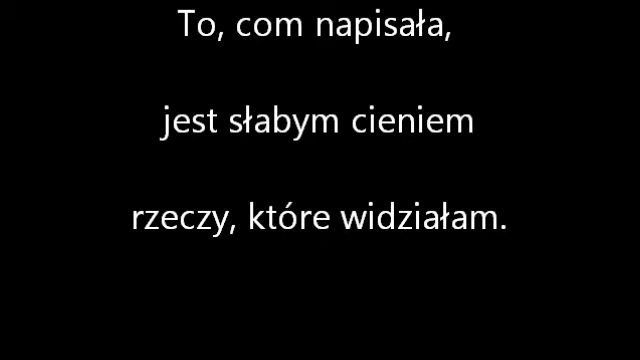 To, com napisała,
jest słabym cieniem
rzeczy, które widziałam.